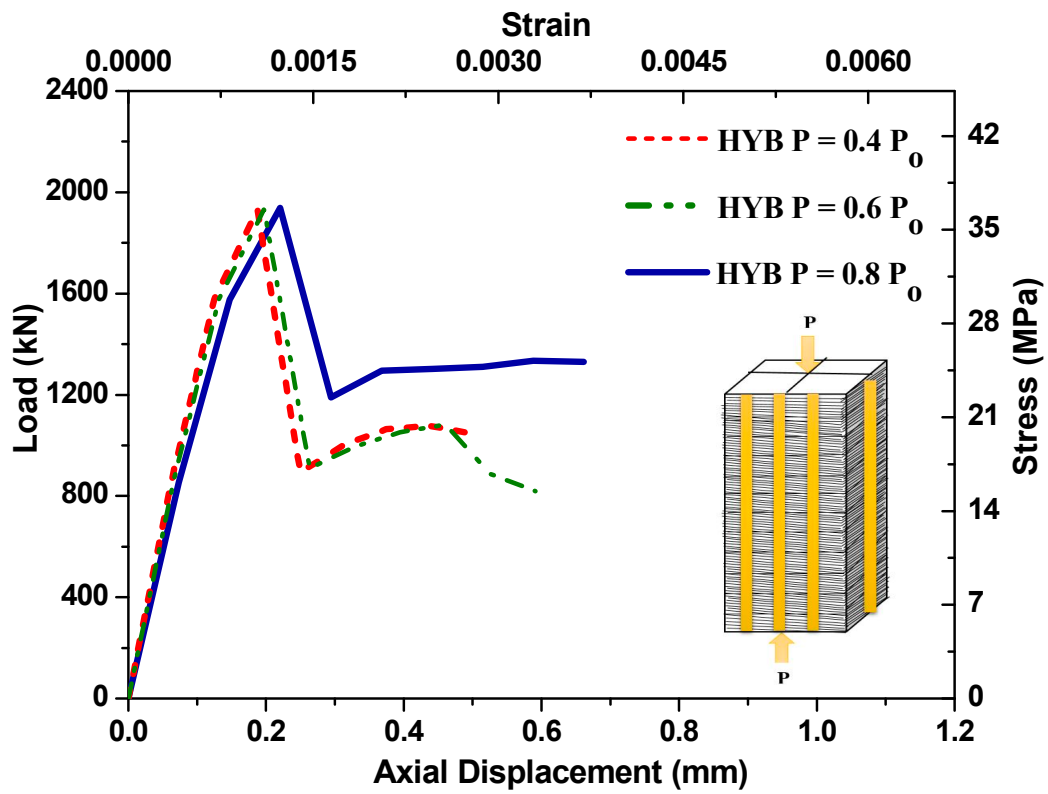 Strain
0.0000 0.0015 0.0030 0.0045 0.0060
2400
2000
1600
1200
800
400
0
Load (kN)
HYB P = 0.4 Po
HYB P = 0.6 Po
HYB P = 0.8 Po
P
P
42
35
28
21
14
7
0
Stress (MPa)
0.0 0.2 0.4 0.6 0.8 1.0 1.2
Axial Displacement (mm)